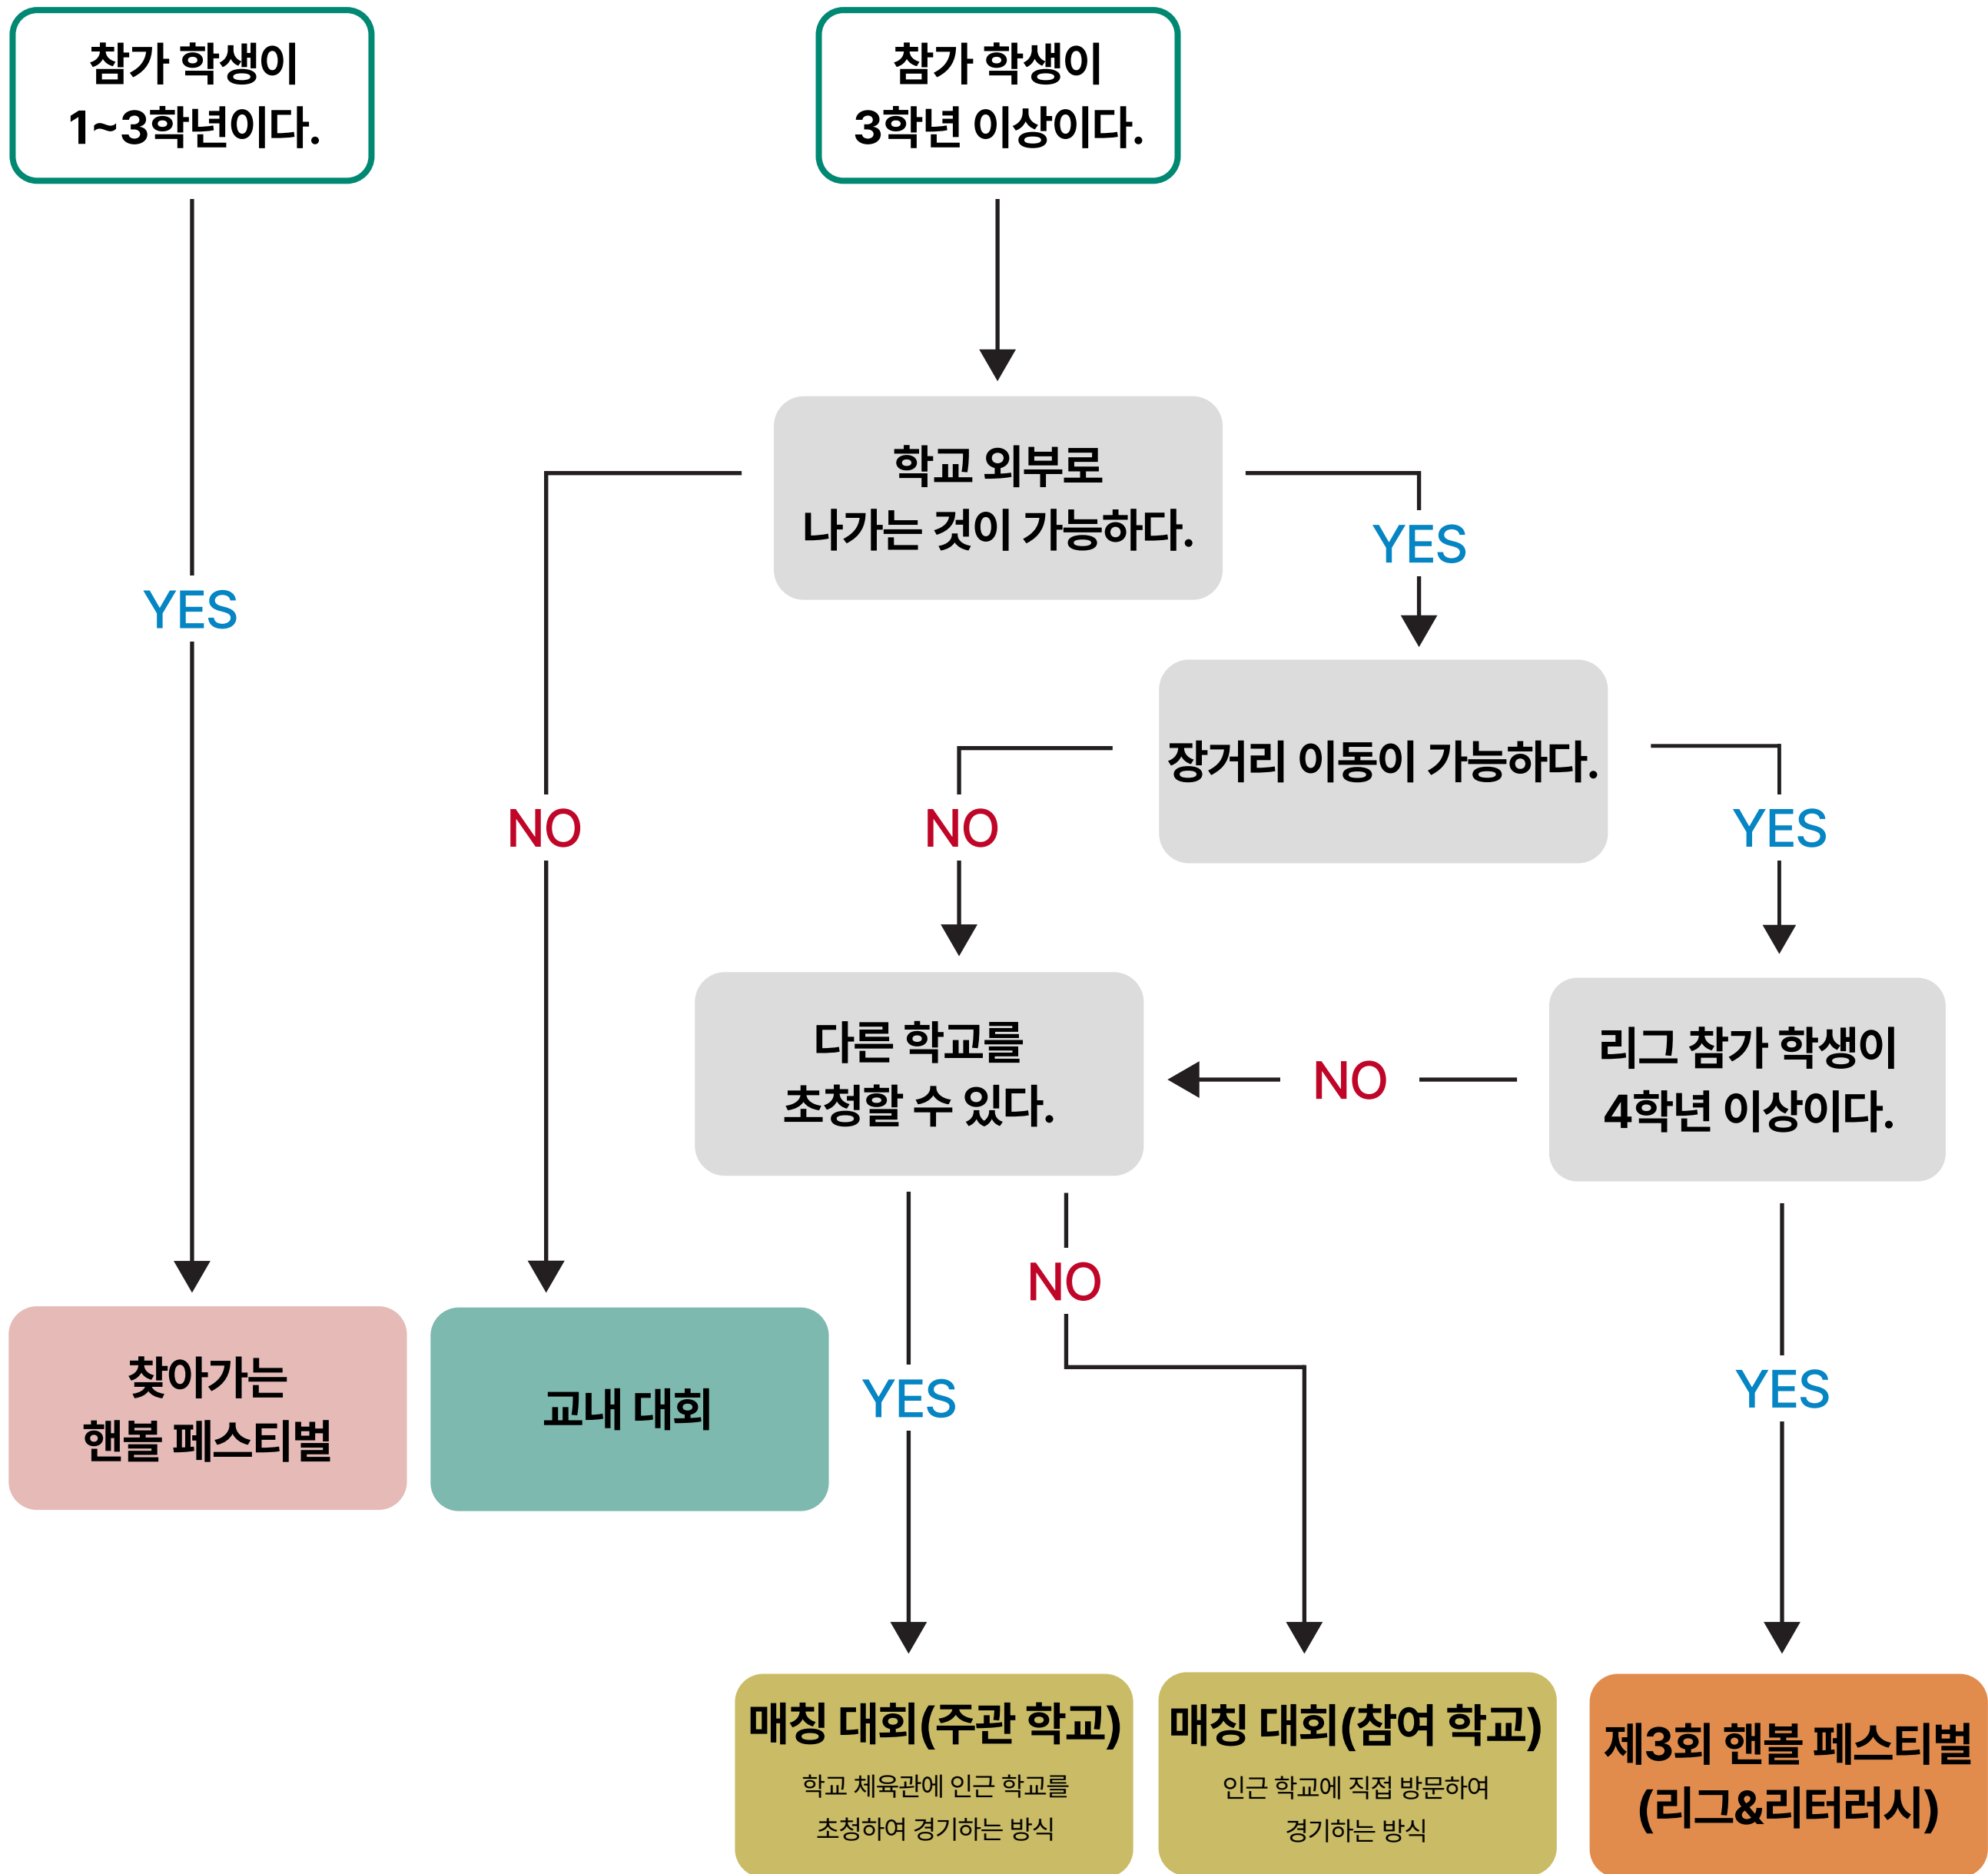 참가 학생이
1~3학년이다.
참가 학생이
3학년 이상이다.
학교 외부로
나가는 것이 가능하다.
YES
YES
장거리 이동이 가능하다.
NO
NO
YES
다른 학교를
초청할 수 있다.
NO
리그 참가 학생이
4학년 이상이다.
NO
찾아가는
핸볼 페스티벌
교내 대회
YES
YES
매칭 대회(주관 학교)
학교 체육관에 인근 학교를
초청하여 경기하는 방식
매칭 대회(참여 학교)
인근 학교에 직접 방문하여
경기하는 방식
제3회 핸볼 페스티벌
(리그&리터러시)